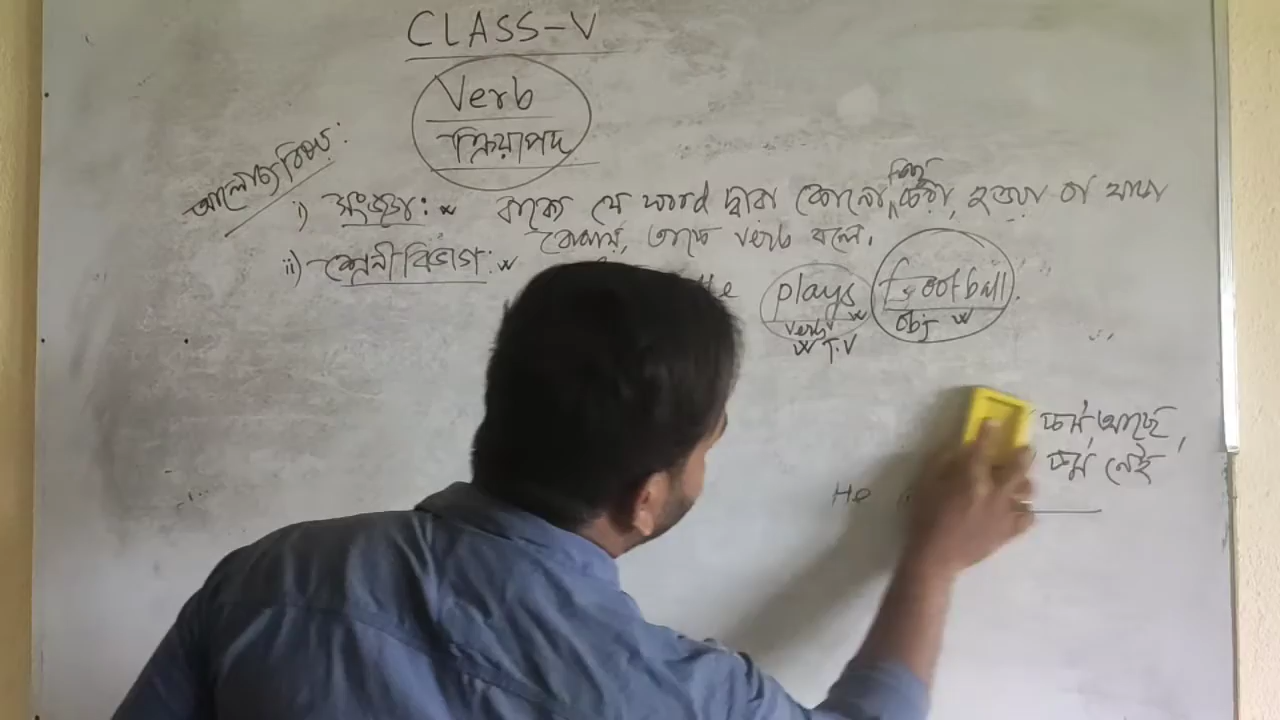 CLASS-V
Verb
ক্রিয়াপদ
আলোচ্য বিষয়:
i) সংজ্ঞা: বাক্যে যে word দ্বারা কোনো কিছু করা, হওয়া বা থাকা
বোঝায়, তাকে verb বলে।
ii) শ্রেণীবিভাগ:
He plays football.
verb obj
T.V
কর্ম আছে,
কর্ম নেই
He